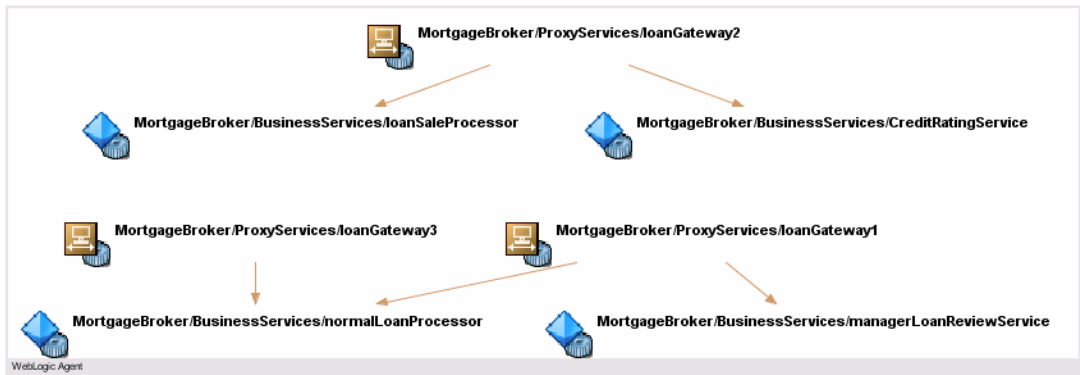 MortgageBroker/ProxyServices/loanGateway2
MortgageBroker/BusinessServices/loanSaleProcessor
MortgageBroker/BusinessServices/CreditRatingService
MortgageBroker/ProxyServices/loanGateway3
MortgageBroker/ProxyServices/loanGateway1
MortgageBroker/BusinessServices/normalLoanProcessor
MortgageBroker/BusinessServices/managerLoanReviewService
WebLogic Agent